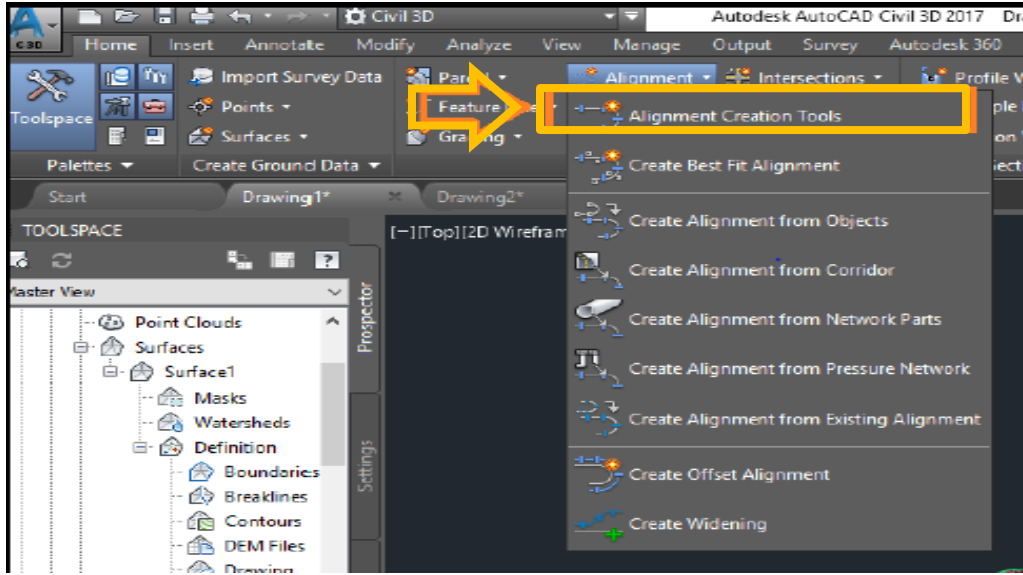 C3D Civil 3D Autodesk AutoCAD Civil 3D 2017
Home Insert Annotate Modify Analyze View Manage Output Survey Autodesk 360
Toolspace
Import Survey Data
Points
Surfaces
Alignment Intersections Profile
Feature
Grading
Palettes Create Ground Data
Start Drawing1* Drawing2*
Alignment Creation Tools
Create Best Fit Alignment
Create Alignment from Objects
Create Alignment from Corridor
Create Alignment from Network Parts
Create Alignment from Pressure Network
Create Alignment from Existing Alignment
Create Offset Alignment
Create Widening
TOOLSPACE
[−][Top][2D Wirefram
Master View
Prospector
Settings
Point Clouds
Surfaces
Surface1
Masks
Watersheds
Definition
Boundaries
Breaklines
Contours
DEM Files
Drawing